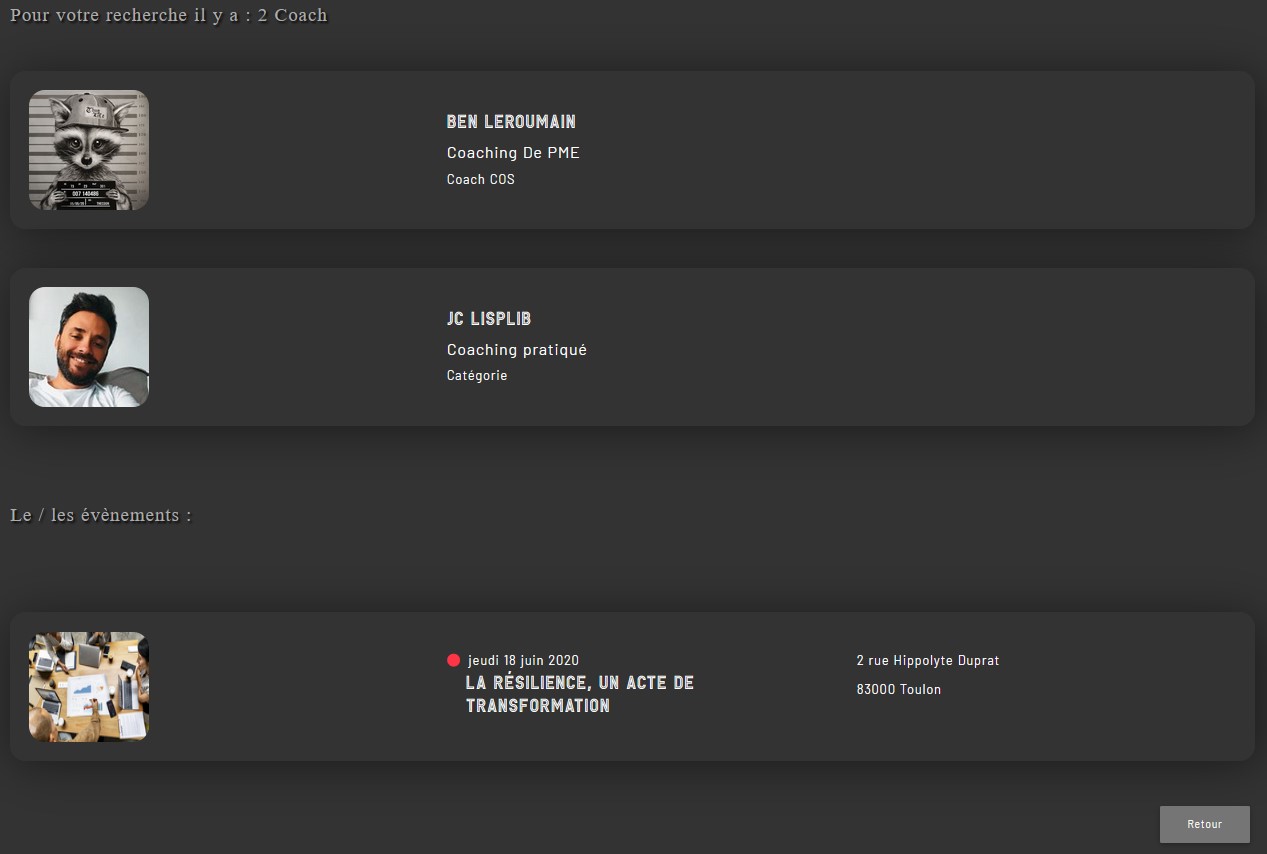 Pour votre recherche il y a : 2 Coach
BEN LEROUMAIN
Coaching De PME
Coach COS
007 140486
JC LISPLIB
Coaching pratiqué
Catégorie
Le / les évènements :
jeudi 18 juin 2020
LA RÉSILIENCE, UN ACTE DE
TRANSFORMATION
2 rue Hippolyte Duprat
83000 Toulon
Retour